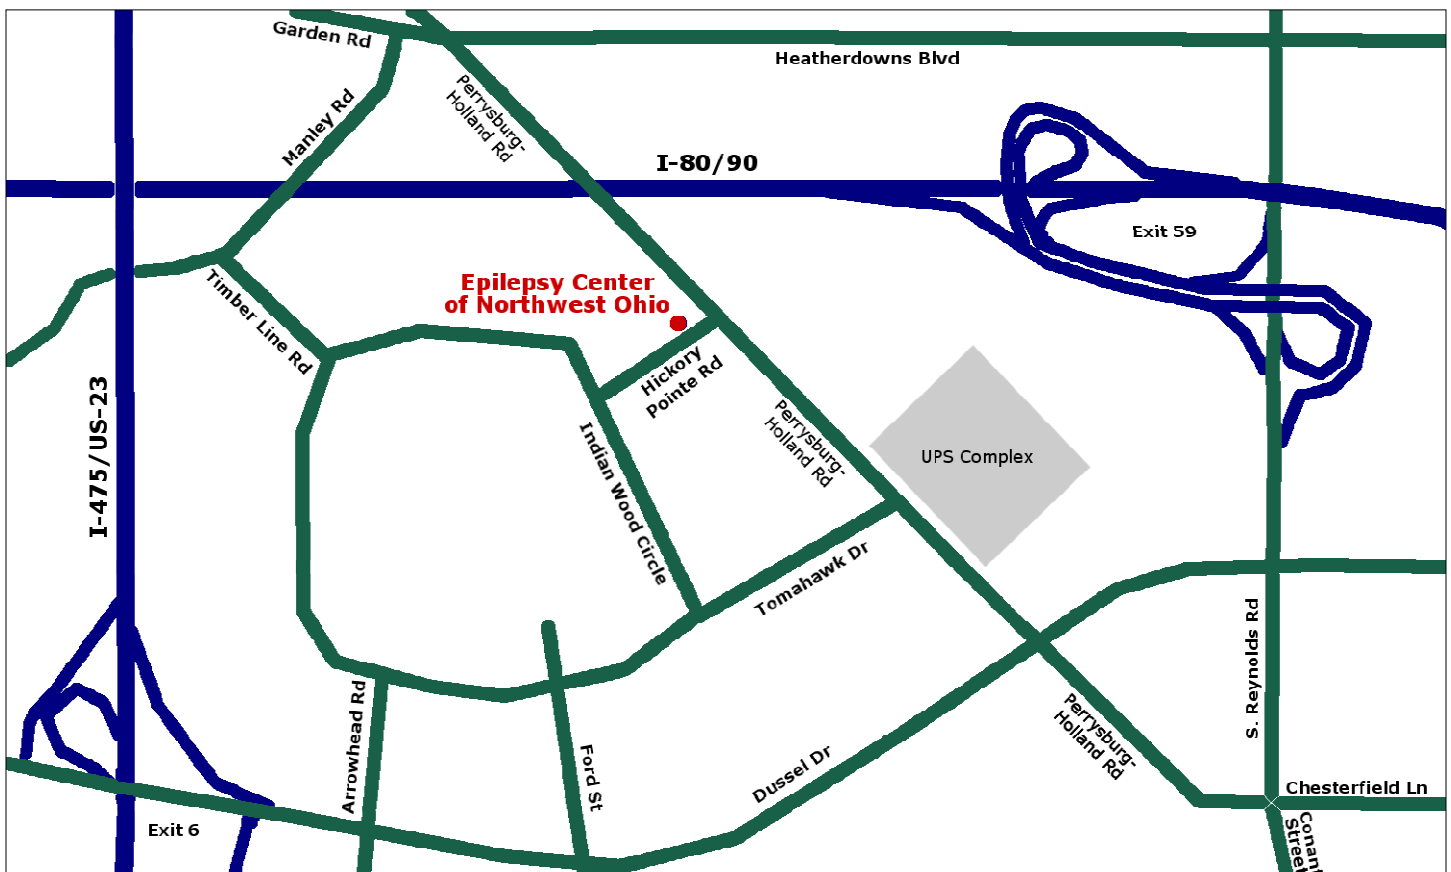 Garden Rd
Heatherdowns Blvd
Manley Rd
Perrysburg-
Holland Rd
I-80/90
Exit 59
Epilepsy Center
of Northwest Ohio
Timber Line Rd
Hickory
Pointe Rd
I-475/US-23
Perrysburg-
Holland Rd
UPS Complex
Indian Wood Circle
Tomahawk Dr
S. Reynolds Rd
Arrowhead Rd
Perrysburg-
Holland Rd
Ford St
Dussel Dr
Chesterfield Ln
Exit 6
Conant
Street